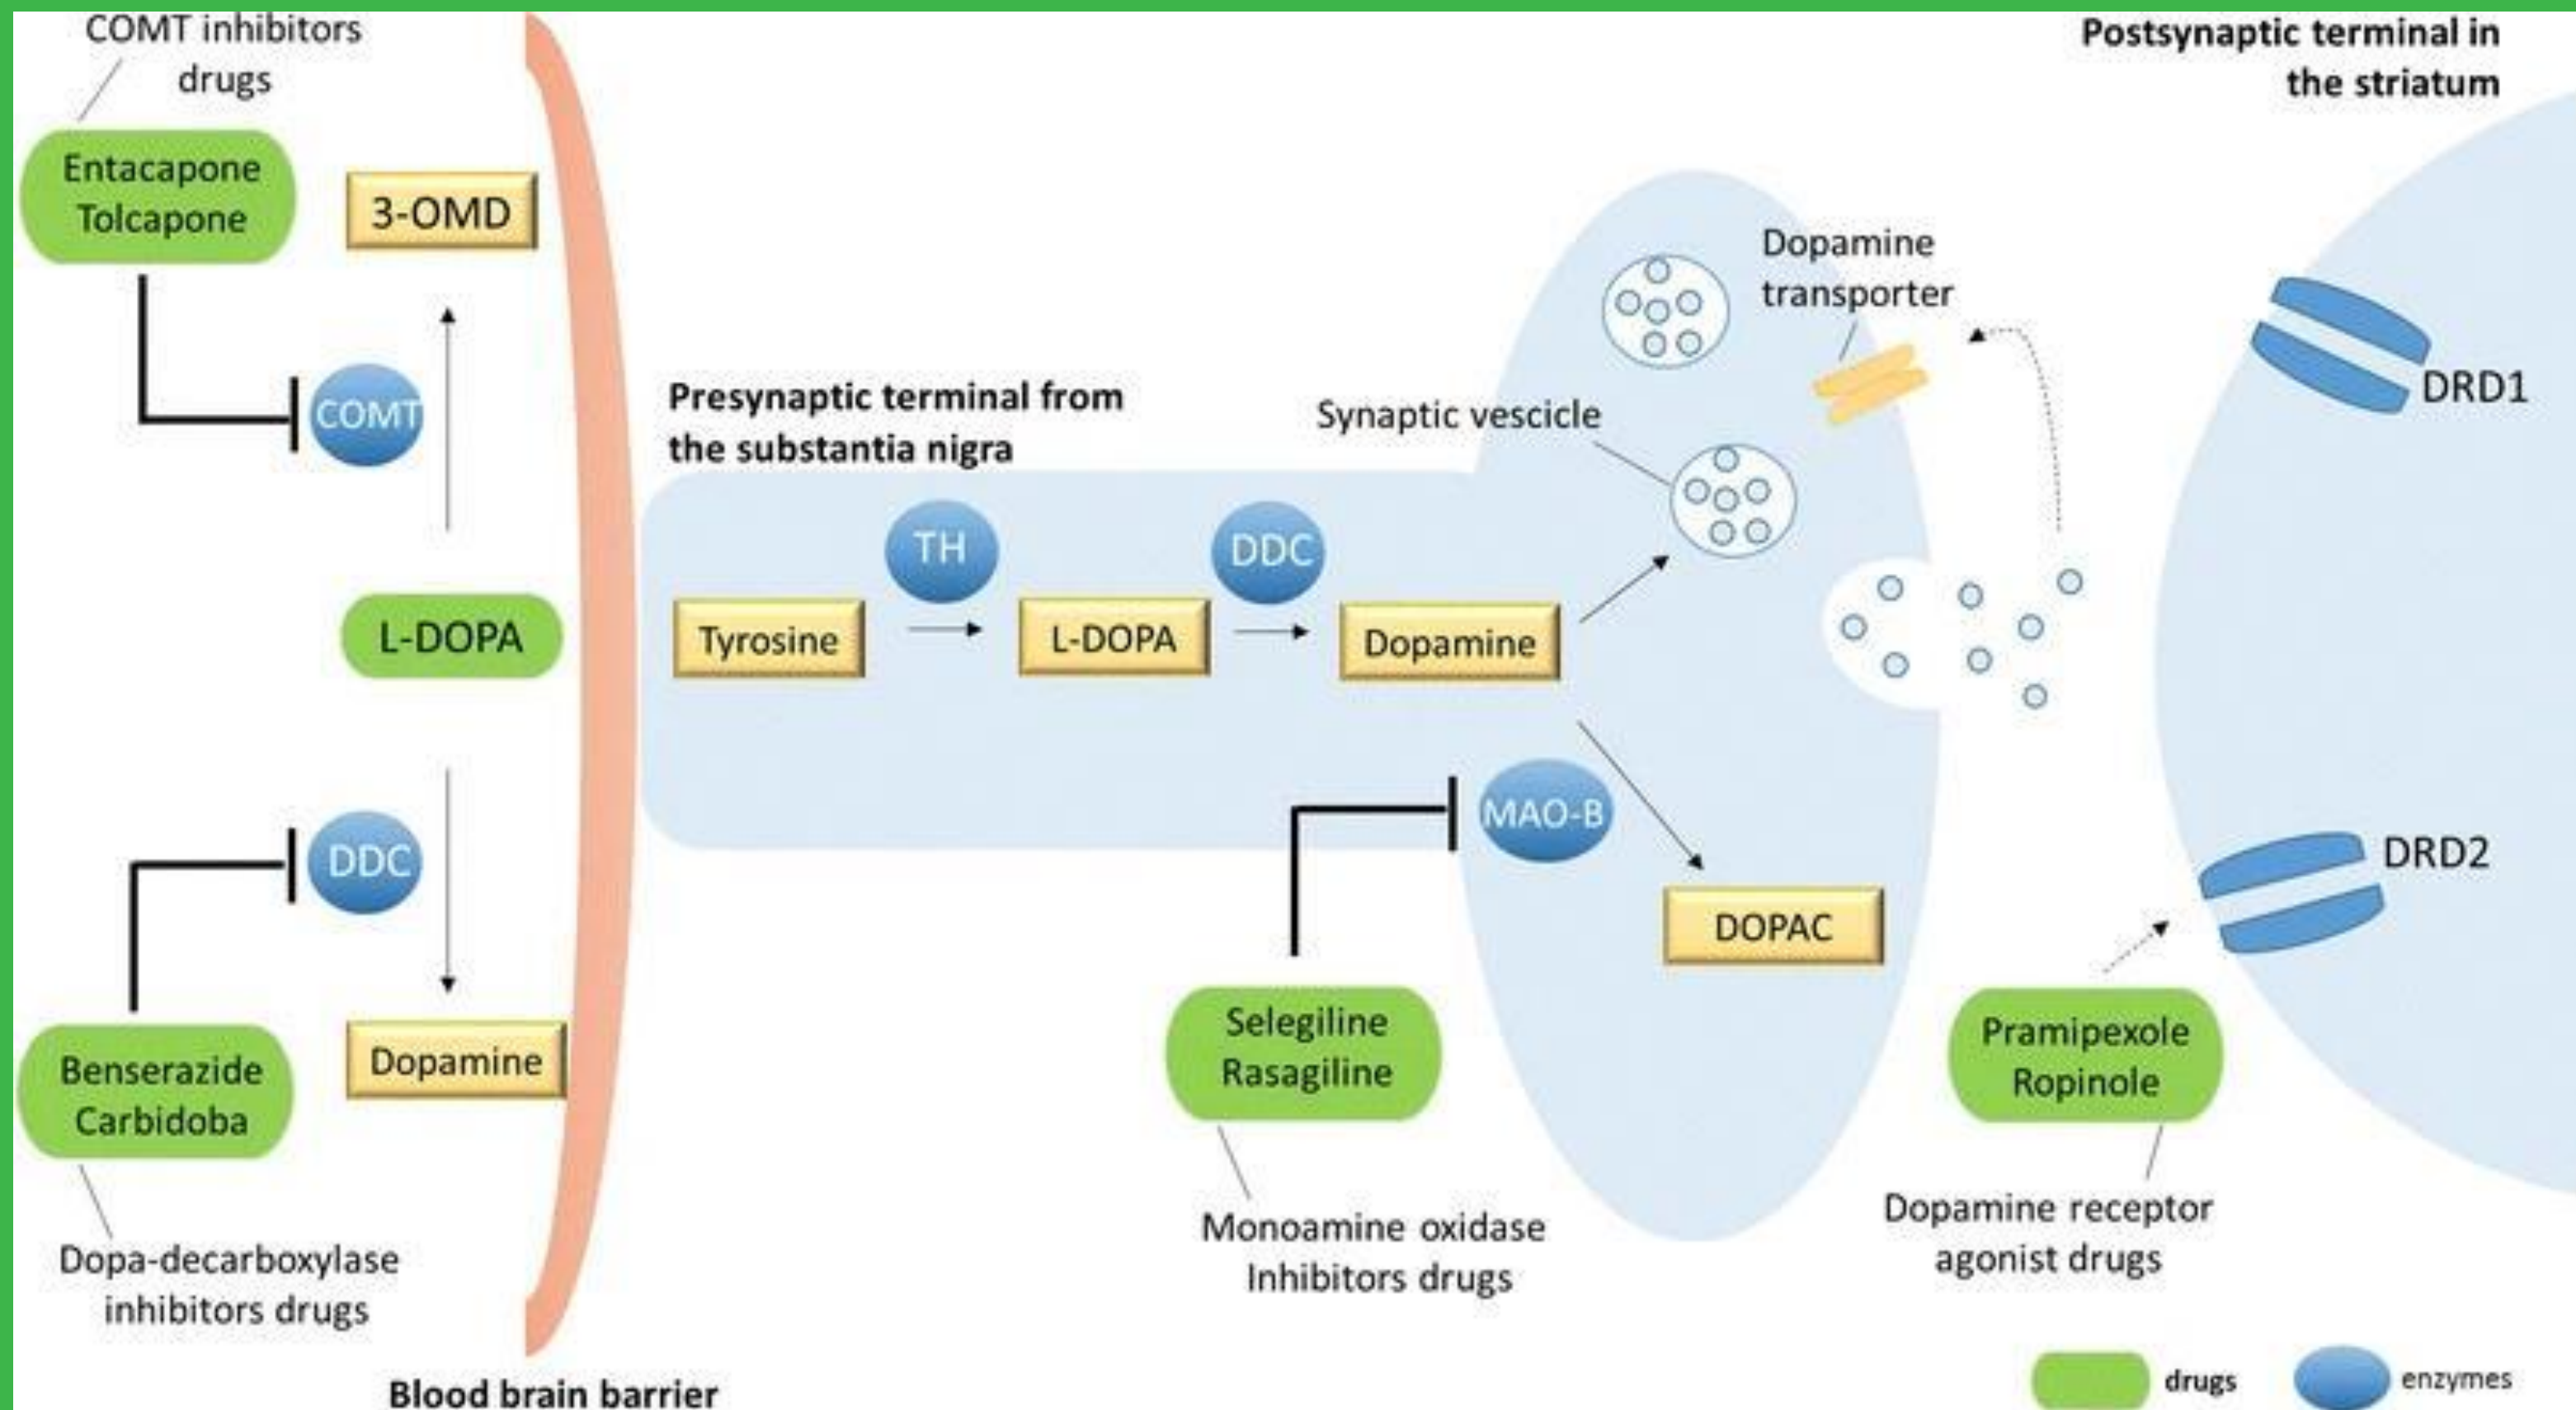 COMT inhibitors
drugs
Entacapone
Tolcapone
3-OMD
COMT
L-DOPA
DDC
Benserazide
Carbidoba
Dopamine
Dopa-decarboxylase
inhibitors drugs
Blood brain barrier
Presynaptic terminal from
the substantia nigra
Tyrosine
TH
L-DOPA
DDC
Dopamine
Synaptic vescicle
Dopamine
transporter
MAO-B
DOPAC
Selegiline
Rasagiline
Monoamine oxidase
Inhibitors drugs
Postsynaptic terminal in
the striatum
DRD1
DRD2
Pramipexole
Ropinole
Dopamine receptor
agonist drugs
drugs
enzymes